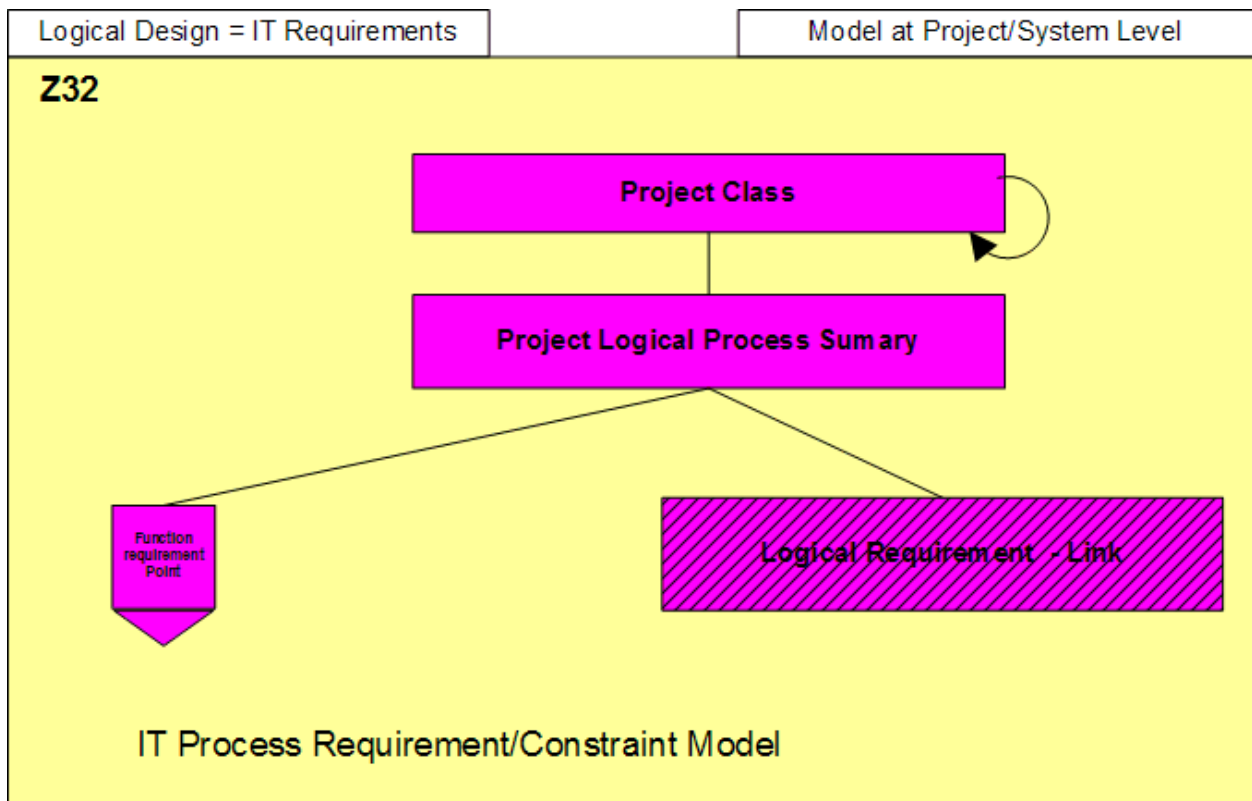 Logical Design = IT Requirements
Model at Project/System Level
Z32
Project Class
Project Logical Process Sumary
Function
requirement
Point
Logical Requirement - Link
IT Process Requirement/Constraint Model